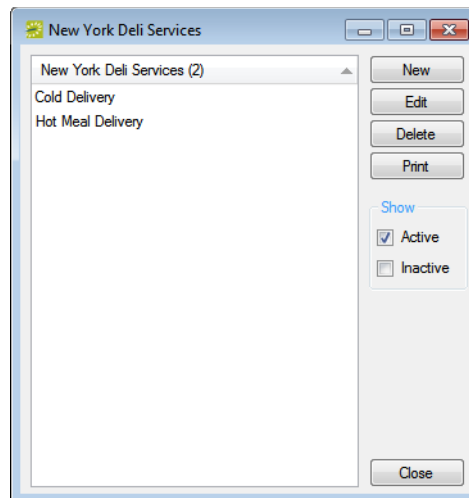 New York Deli Services
New York Deli Services (2)
Cold Delivery
Hot Meal Delivery
New
Edit
Delete
Print
Show
Active
Inactive
Close